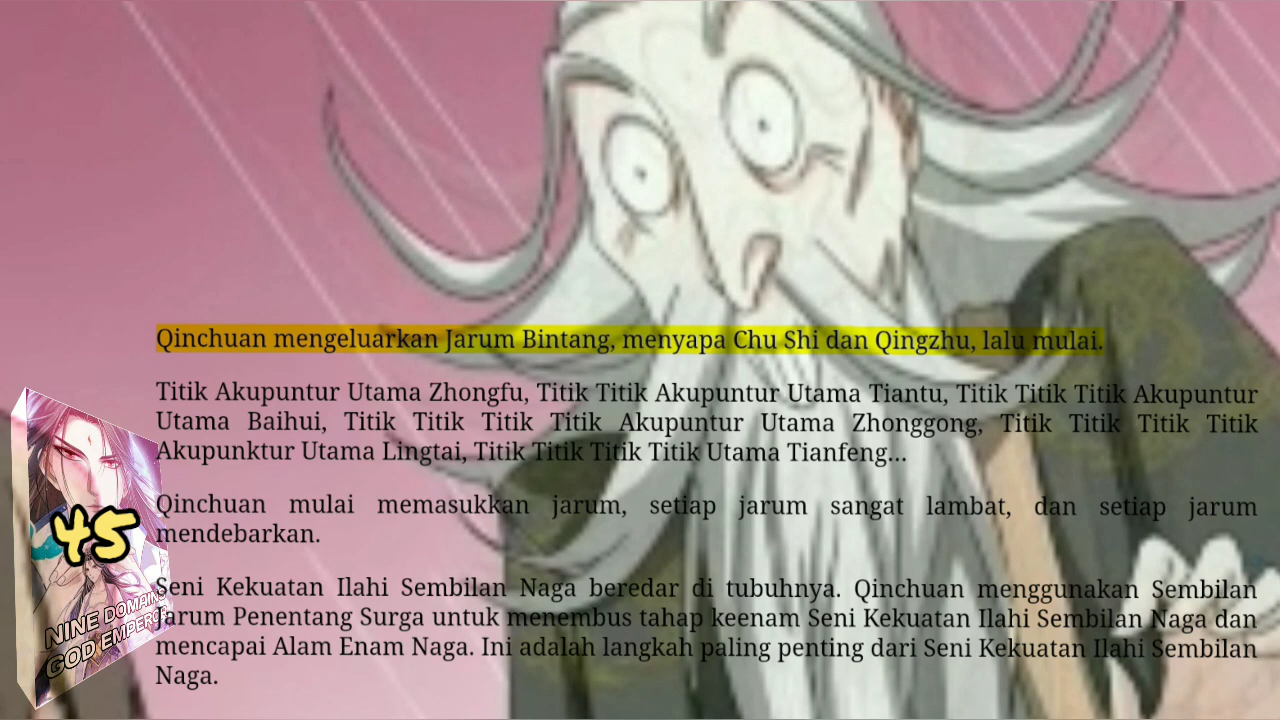 Qinchuan mengeluarkan Jarum Bintang, menyapa Chu Shi dan Qingzhu, lalu mulai.
Titik Akupuntur Utama Zhongfu, Titik Titik Akupuntur Utama Tiantu, Titik Titik Titik Akupuntur
Utama Baihui, Titik Titik Titik Titik Akupuntur Utama Zhonggong, Titik Titik Titik Titik
Akupunktur Utama Lingtai, Titik Titik Titik Titik Utama Tianfeng...
Qinchuan mulai memasukkan jarum, setiap jarum sangat lambat, dan setiap jarum
mendebarkan.
Seni Kekuatan Ilahi Sembilan Naga beredar di tubuhnya. Qinchuan menggunakan Sembilan
Jarum Penentang Surga untuk menembus tahap keenam Seni Kekuatan Ilahi Sembilan Naga dan
mencapai Alam Enam Naga. Ini adalah langkah paling penting dari Seni Kekuatan Ilahi Sembilan
Naga.
45
NINE DOMAINS
GOD EMPEROR